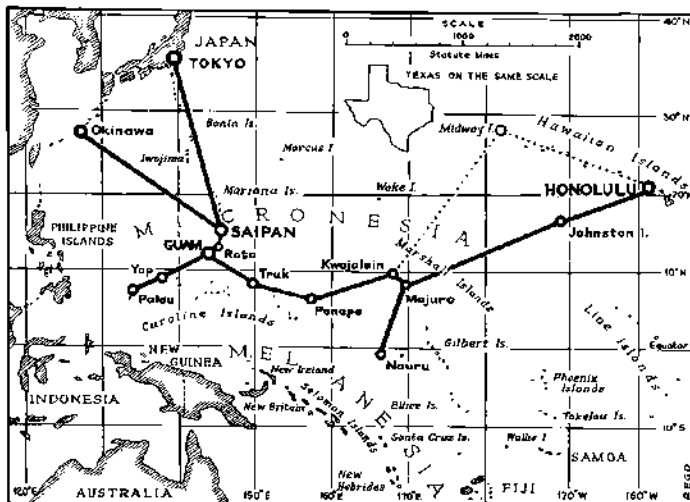 SCALE
0 1000 2000
Statute Miles
TEXAS ON THE SAME SCALE
40°N
JAPAN
TOKYO
30°N
Okinawa
Bonin Is.
Iwojima
Marcus I.
Midway I.
Hawaiian Islands
HONOLULU
20°N
Mariana Is.
Wake I.
MICRONESIA
PHILIPPINE
ISLANDS
SAIPAN
Johnston I.
GUAM
Rota
Yap
Truk
Kwajalein
Marshall Islands
10°N
Palau
Ponape
Majuro
Caroline Islands
Gilbert Is.
Line Islands
Equator
NEW
GUINEA
MELANESIA
Nauru
New Ireland
Phoenix
Islands
INDONESIA
New Britain
Solomon Islands
Ellice Is.
Tokelau Is.
Santa Cruz Is.
Wallis I.
10°S
SAMOA
New
Hebrides
AUSTRALIA
FIJI
120°E
150°E
160°E
170°E
170°W
160°W